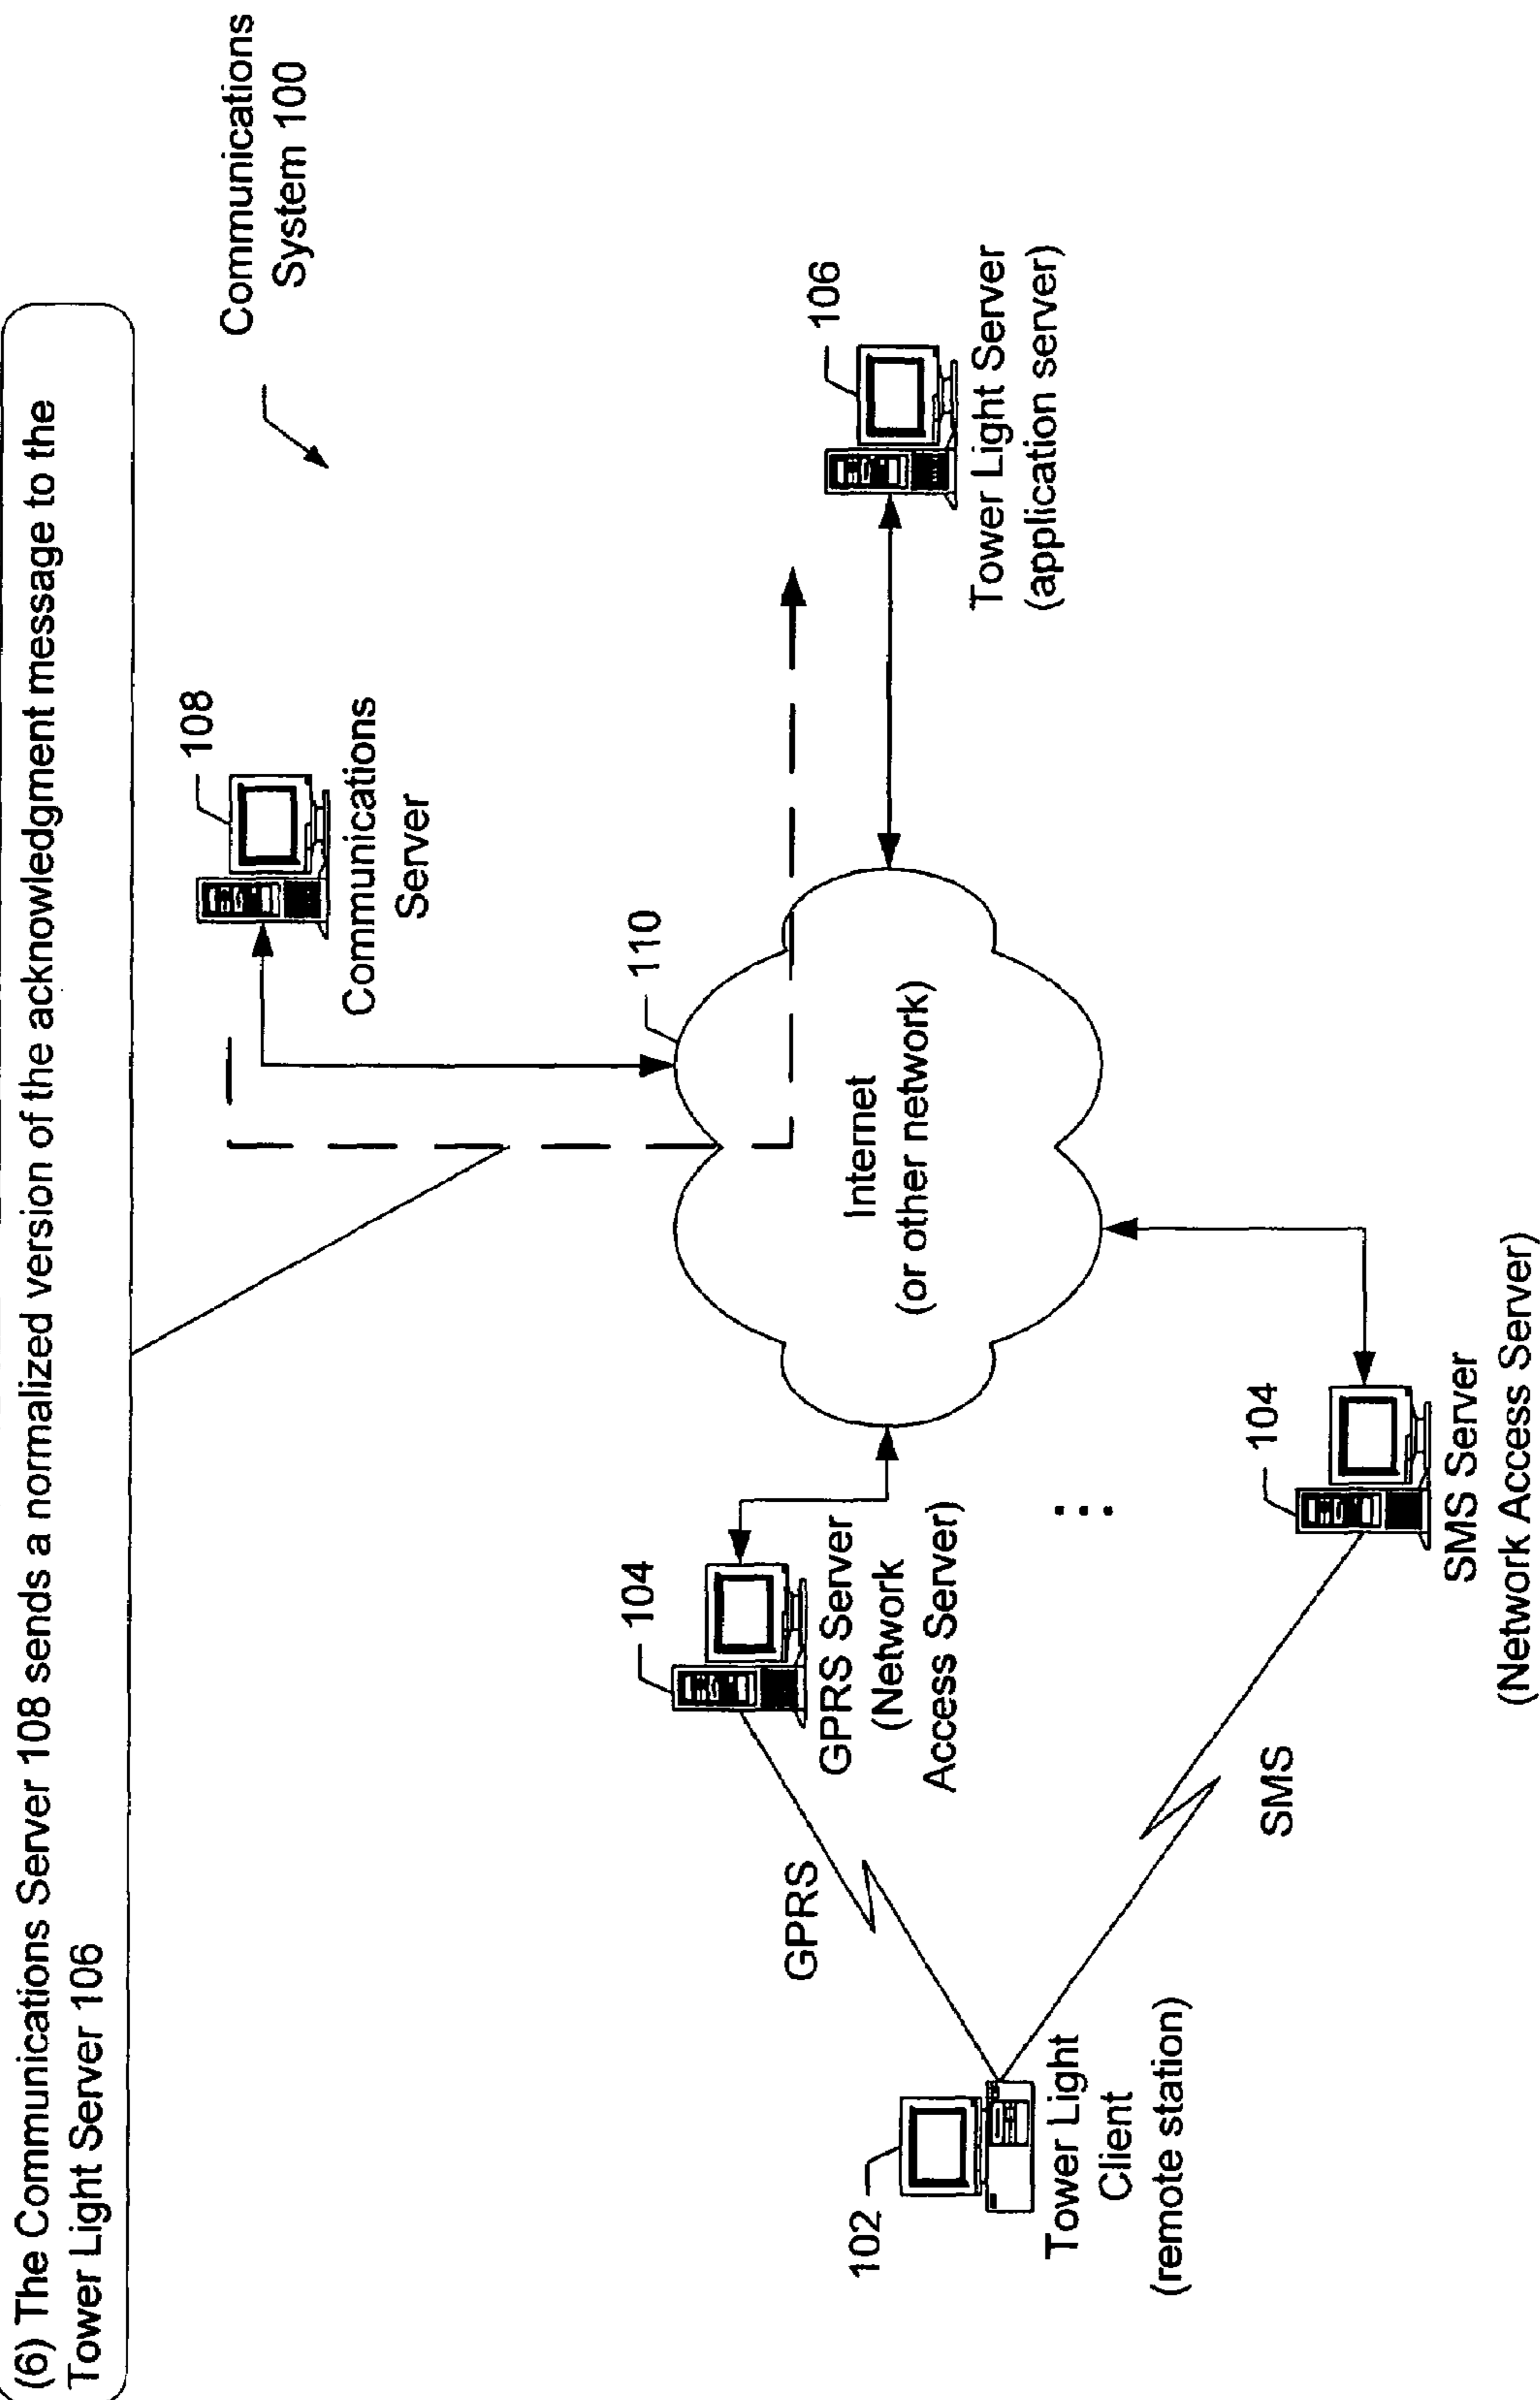 (6) The Communications Server 108 sends a normalized version of the acknowledgment message to the
Tower Light Server 106
Communications
System 100
108
Communications
Server
110
Internet
(or other network)
106
Tower Light Server
(application server)
104
GPRS Server
(Network
Access Server)
GPRS
102
Tower Light
Client
(remote station)
SMS
104
SMS Server
(Network Access Server)